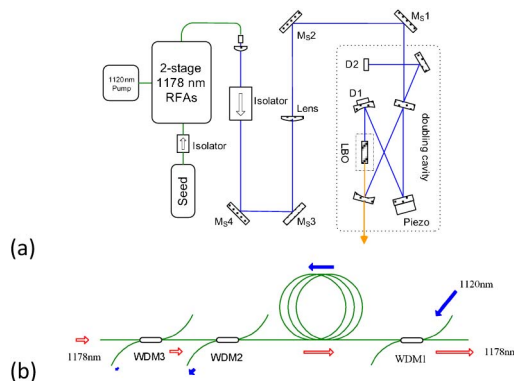 (a)
1120nm
Pump
2-stage
1178 nm
RFAs
Isolator
Seed
Isolator
Lens
MS2
MS1
MS4
MS3
D2
D1
LBO
doubling cavity
Piezo
(b)
1178nm
WDM3
WDM2
WDM1
1120nm
1178nm